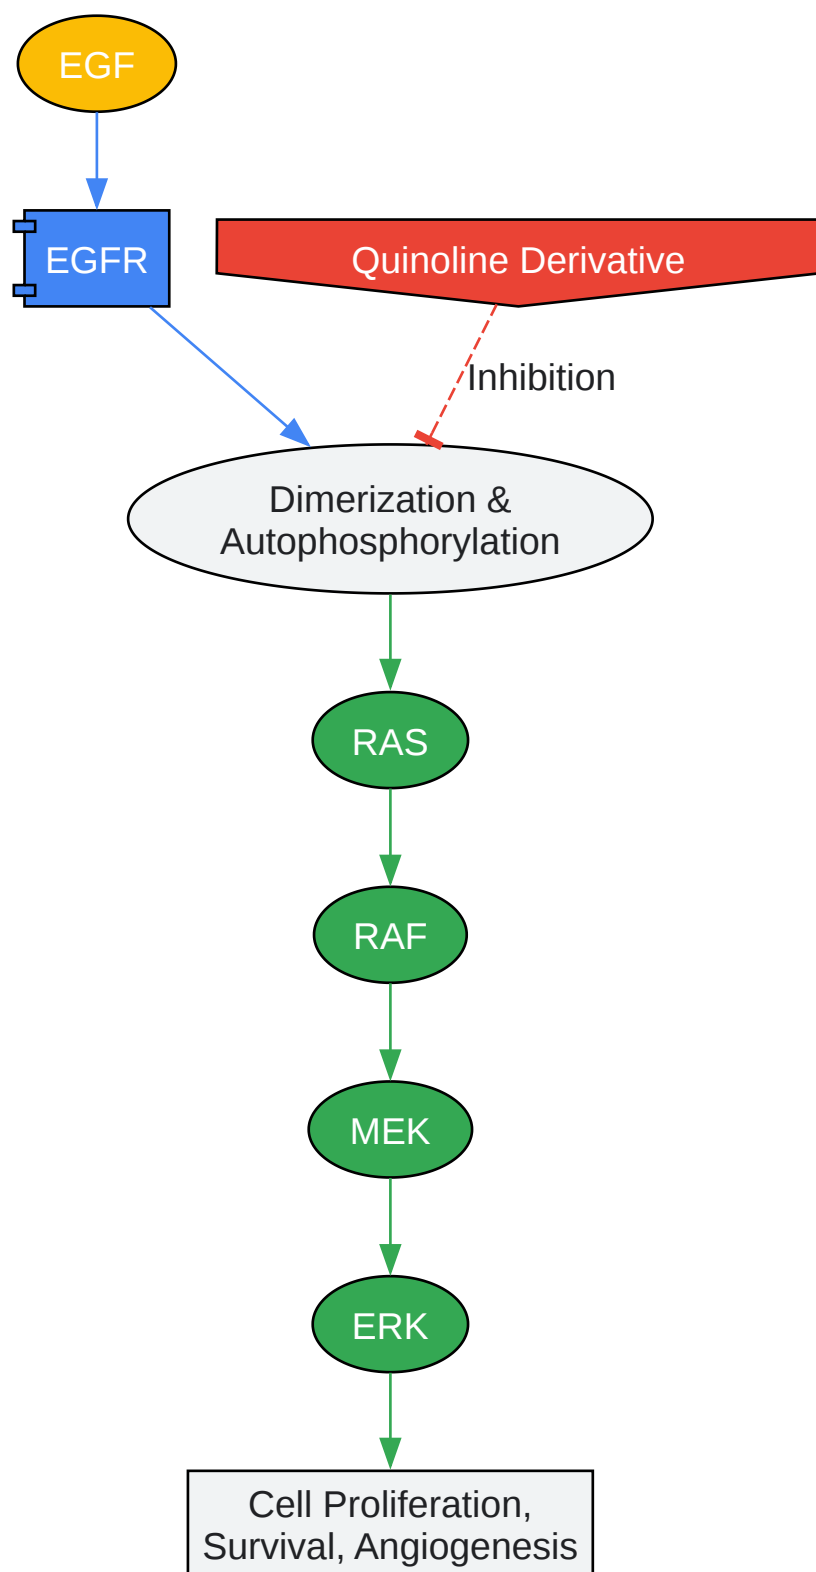 EGF
EGFR
Quinoline Derivative
Inhibition
Dimerization &
Autophosphorylation
RAS
RAF
MEK
ERK
Cell Proliferation,
Survival, Angiogenesis